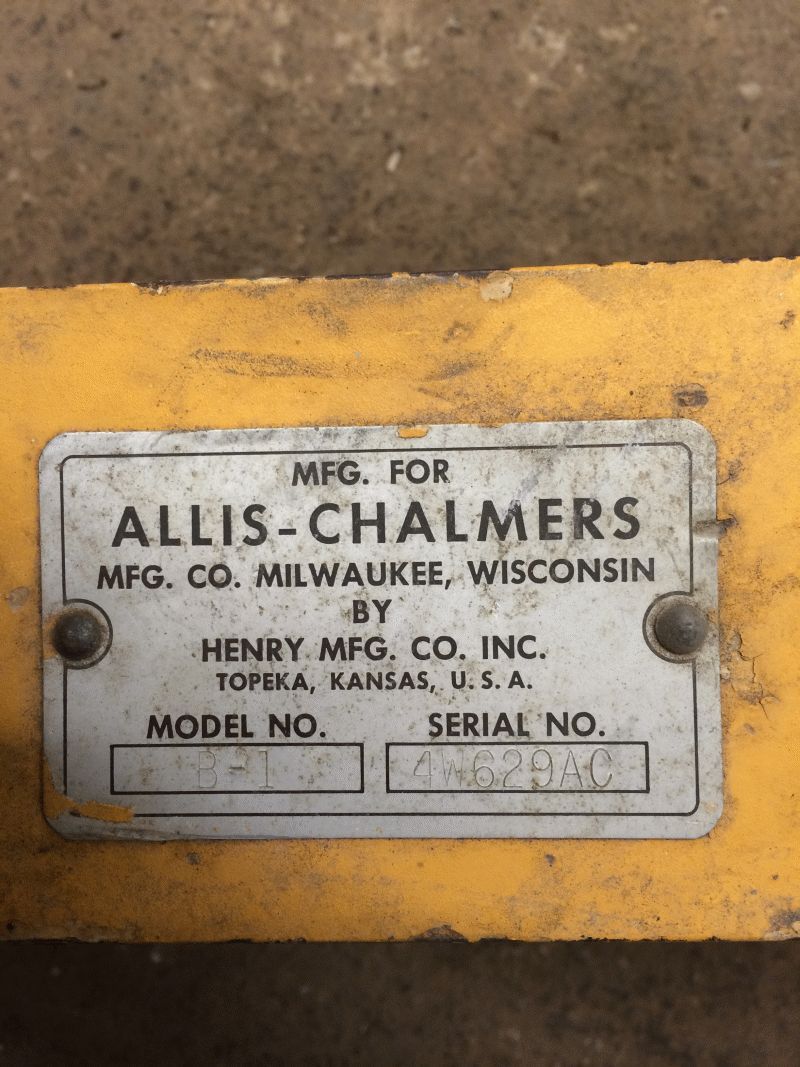 MFG. FOR
ALLIS-CHALMERS
MFG. CO. MILWAUKEE, WISCONSIN
BY
HENRY MFG. CO. INC.
TOPEKA, KANSAS, U. S. A.
MODEL NO. SERIAL NO.
B-1 4W629AC